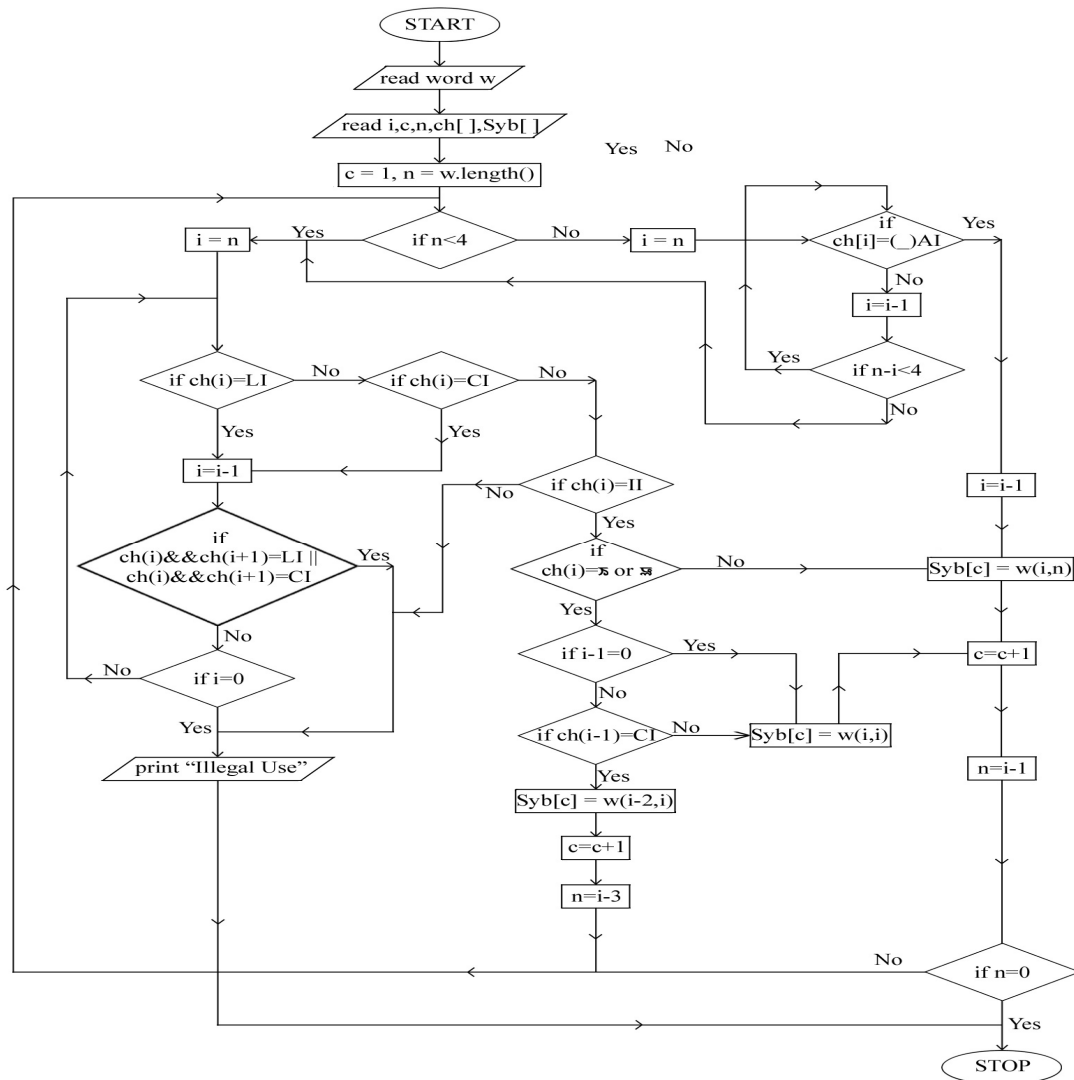 START
read word w
read i,c,n,ch[ ],Syb[ ]
Yes No
c = 1, n = w.length()
i = n
Yes
if n<4
No
i = n
if
ch[i]=(_)AI
Yes
No
i=i-1
Yes
if n-i<4
No
if ch(i)=LI
No
if ch(i)=CI
No
Yes
Yes
i=i-1
if ch(i)=II
No
Yes
i=i-1
if
ch(i)&&ch(i+1)=LI ||
ch(i)&&ch(i+1)=CI
Yes
No
if
ch(i)= or
No
Syb[c] = w(i,n)
Yes
if i-1=0
Yes
c=c+1
No
No
if i=0
Yes
if ch(i-1)=CI
No
Syb[c] = w(i,i)
Yes
print “Illegal Use”
n=i-1
Syb[c] = w(i-2,i)
c=c+1
n=i-3
No
if n=0
Yes
STOP